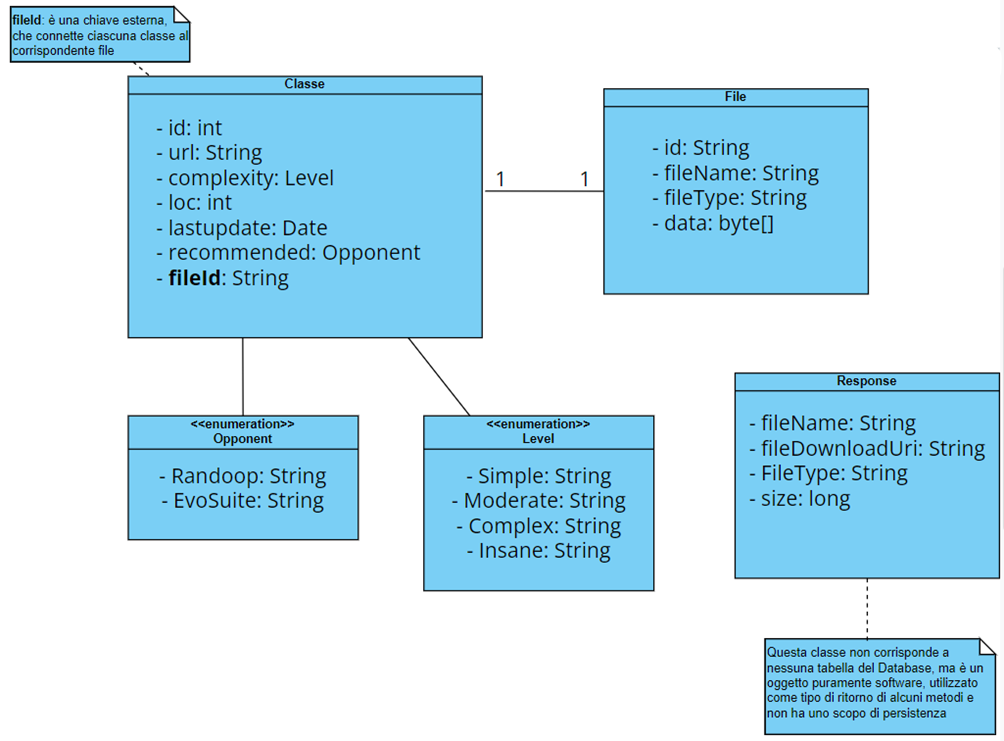 fileId: è una chiave esterna,
che connette ciascuna classe al
corrispondente file
Classe
- id: int
- url: String
- complexity: Level
- loc: int
- lastupdate: Date
- recommended: Opponent
- fileId: String
1
1
File
- id: String
- fileName: String
- fileType: String
- data: byte[]
<<enumeration>>
Opponent
- Randoop: String
- EvoSuite: String
<<enumeration>>
Level
- Simple: String
- Moderate: String
- Complex: String
- Insane: String
Response
- fileName: String
- fileDownloadUri: String
- FileType: String
- size: long
Questa classe non corrisponde a
nessuna tabella del Database, ma è un
oggetto puramente software, utilizzato
come tipo di ritorno di alcuni metodi e
non ha uno scopo di persistenza